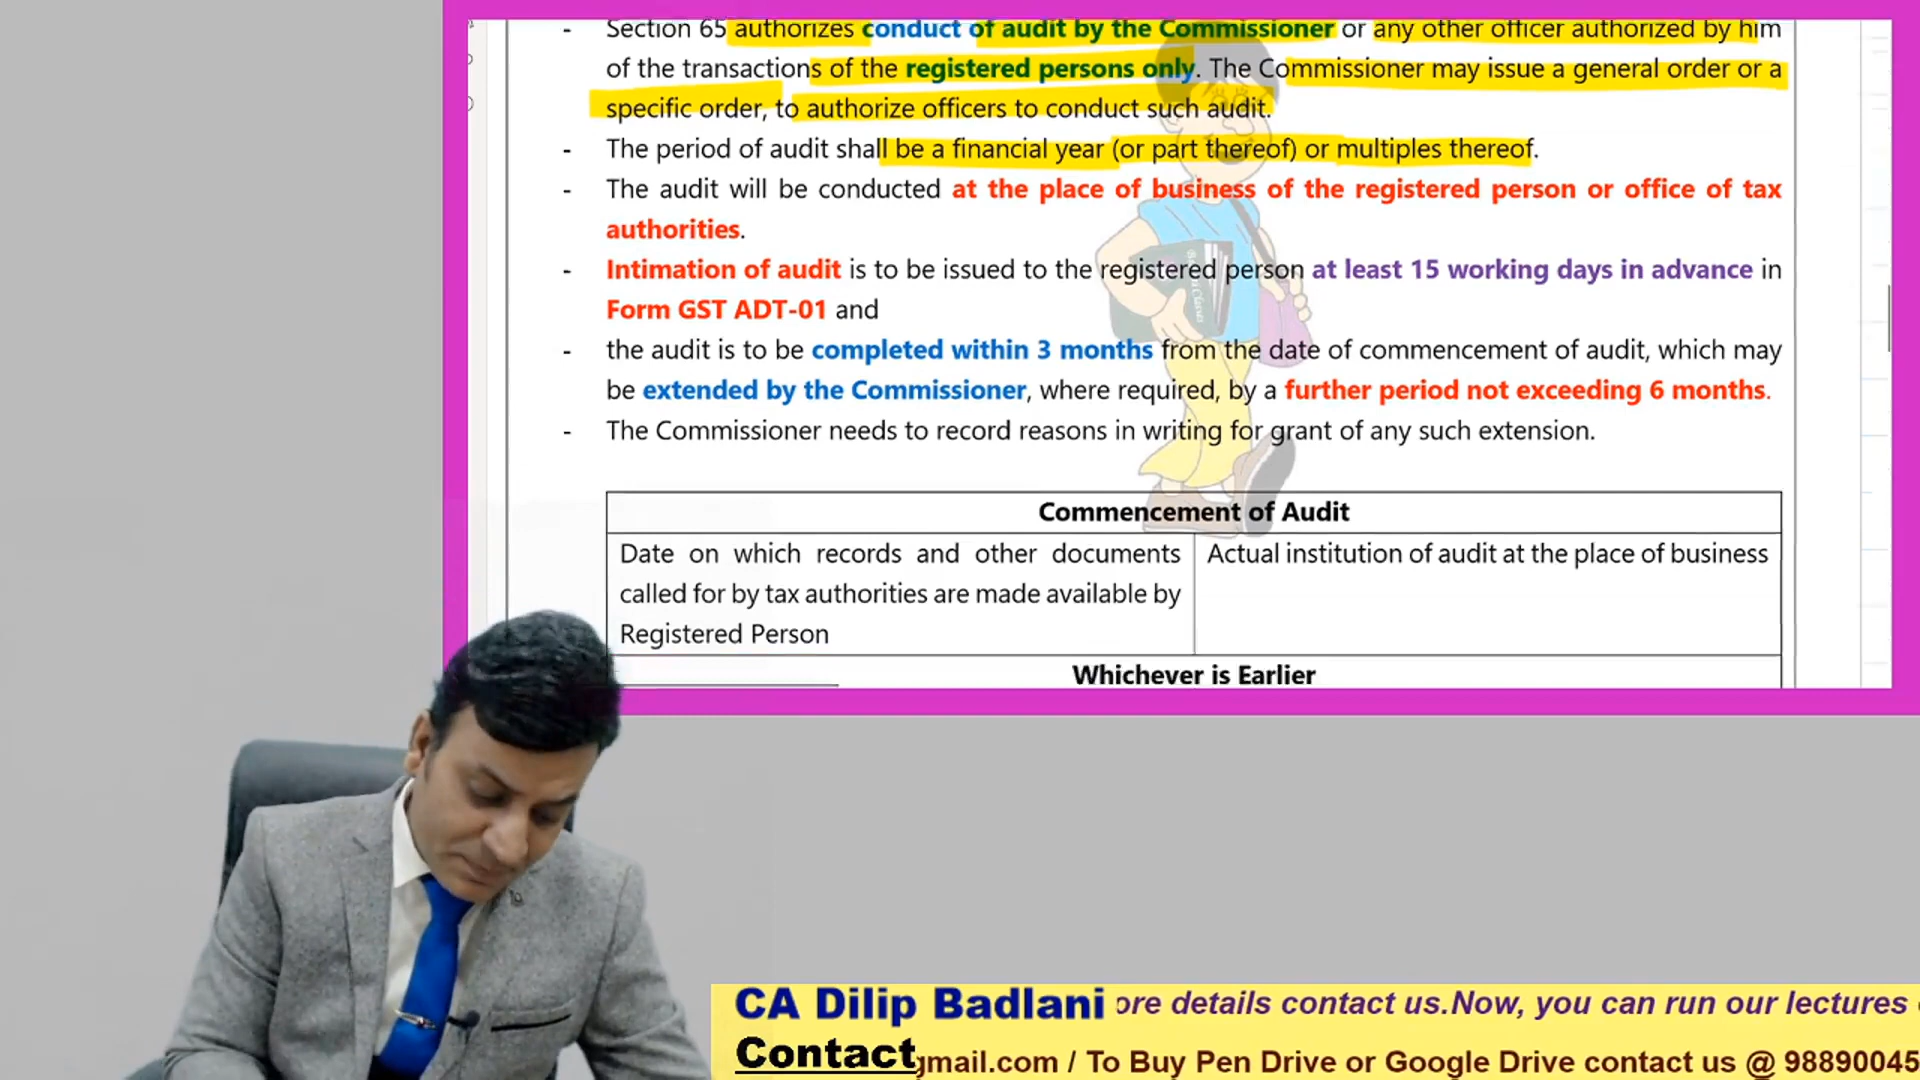 - Section 65 authorizes conduct of audit by the Commissioner or any other officer authorized by him
of the transactions of the registered persons only. The Commissioner may issue a general order or a
specific order, to authorize officers to conduct such audit.
- The period of audit shall be a financial year (or part thereof) or multiples thereof.
- The audit will be conducted at the place of business of the registered person or office of tax
authorities.
- Intimation of audit is to be issued to the registered person at least 15 working days in advance in
Form GST ADT-01 and
- the audit is to be completed within 3 months from the date of commencement of audit, which may
be extended by the Commissioner, where required, by a further period not exceeding 6 months.
- The Commissioner needs to record reasons in writing for grant of any such extension.
Commencement of Audit
Date on which records and other documents
called for by tax authorities are made available by
Registered Person
Actual institution of audit at the place of business
Whichever is Earlier
CA Dilip Badlani ore details contact us.Now, you can run our lectures
Contact gmail.com / To Buy Pen Drive or Google Drive contact us @ 98890045